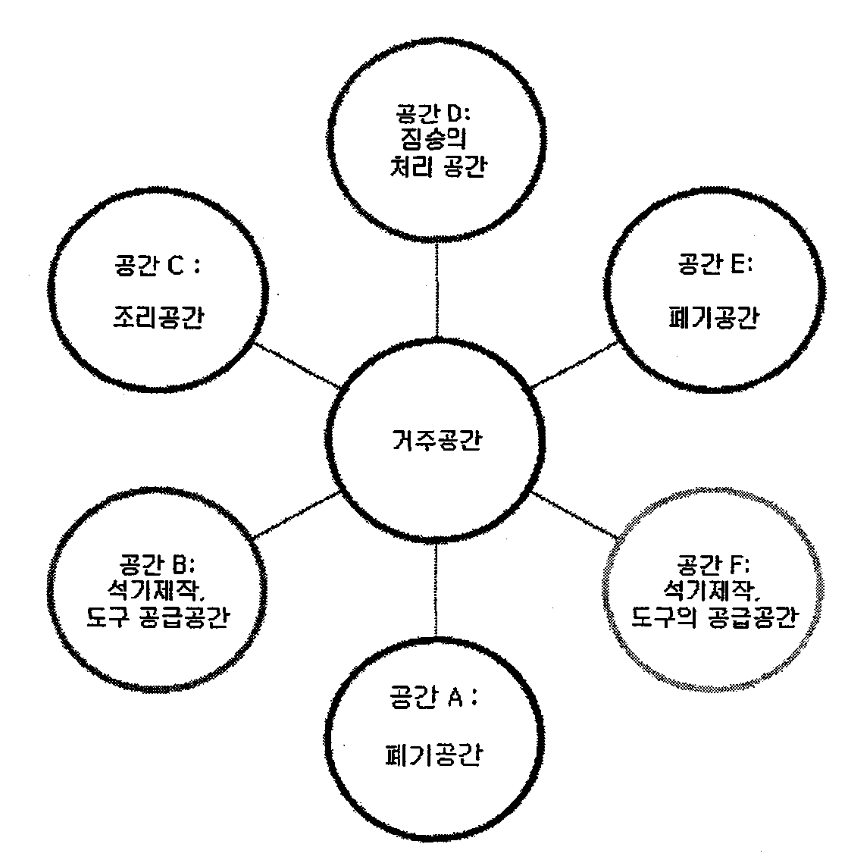 공간 D:
짐승의
처리 공간
공간 C :
조리공간
공간 E:
폐기공간
거주공간
공간 B:
석기제작,
도구 공급공간
공간 F:
석기제작,
도구의 공급공간
공간 A :
폐기공간